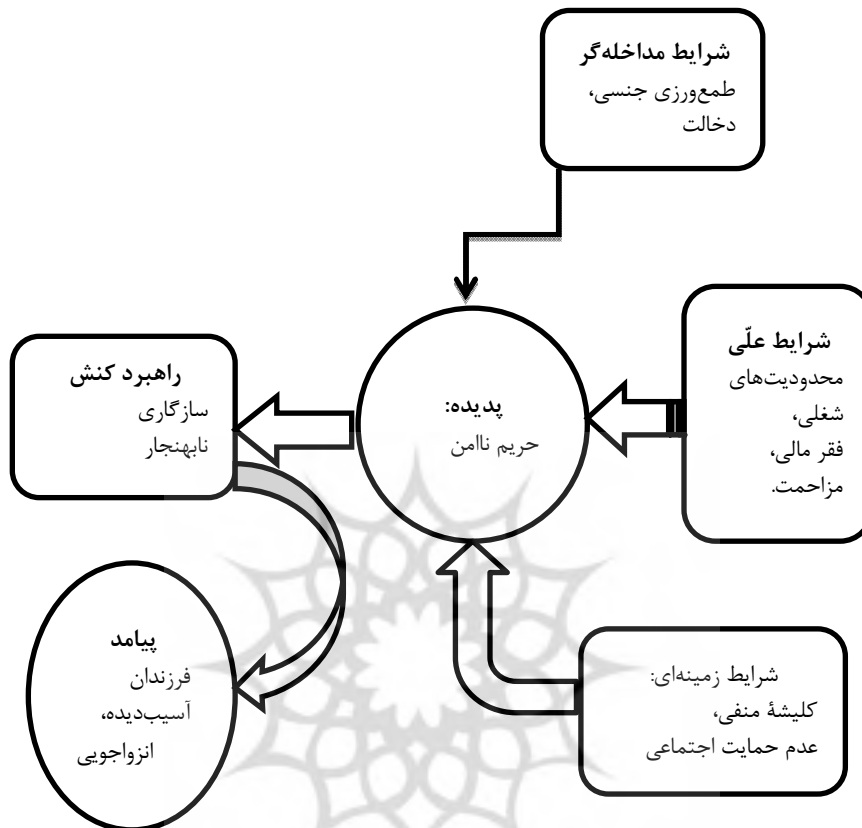 شرایط مداخله‌گر
طمع‌ورزی جنسی،
دخالت
شرایط علّی
محدودیت‌های
شغلی،
فقر مالی،
مزاحمت.
پدیده:
حریم ناامن
راهبرد کنش
سازگاری
نابهنجار
شرایط زمینه‌ای:
کلیشۀ منفی،
عدم حمایت اجتماعی
پیامد
فرزندان
آسیب‌دیده،
انزواجویی